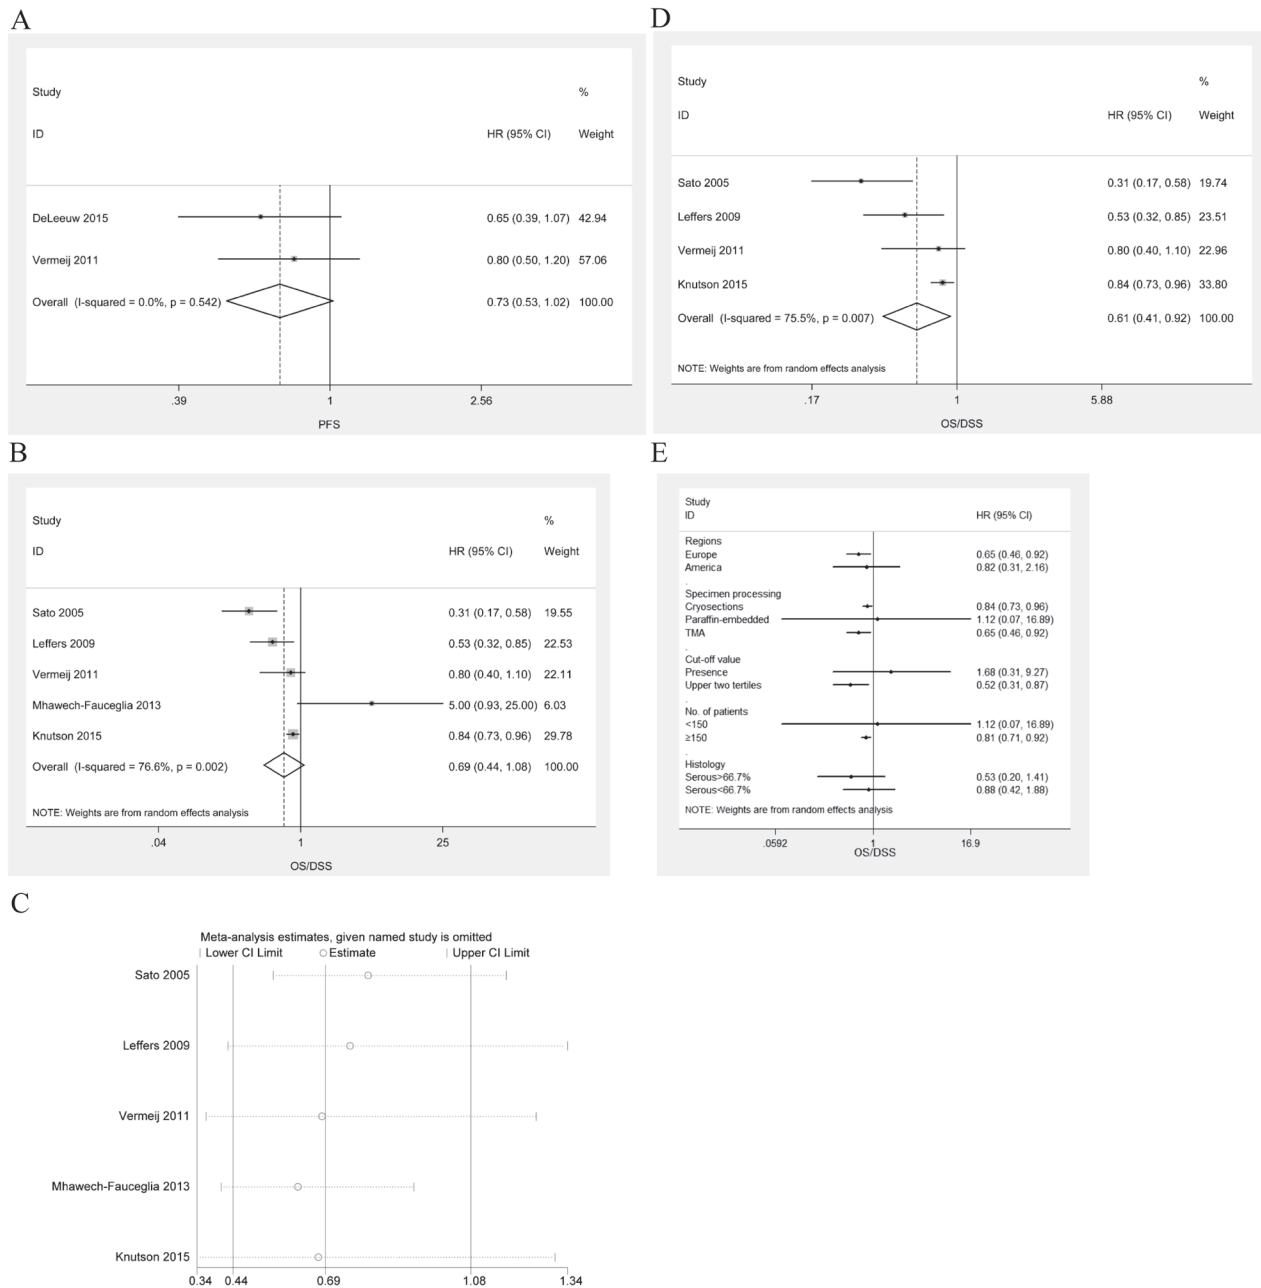 A
Study %
ID HR (95% CI) Weight
DeLeeuw 2015 0.65 (0.39, 1.07) 42.94
Vermeij 2011 0.80 (0.50, 1.20) 57.06
Overall (I-squared = 0.0%, p = 0.542) 0.73 (0.53, 1.02) 100.00
.39 1 2.56
PFS
D
Study %
ID HR (95% CI) Weight
Sato 2005 0.31 (0.17, 0.58) 19.74
Leffers 2009 0.53 (0.32, 0.85) 23.51
Vermeij 2011 0.80 (0.40, 1.10) 22.96
Knutson 2015 0.84 (0.73, 0.96) 33.80
Overall (I-squared = 75.5%, p = 0.007) 0.61 (0.41, 0.92) 100.00
NOTE: Weights are from random effects analysis
.17 1 5.88
OS/DSS
B
Study %
ID HR (95% CI) Weight
Sato 2005 0.31 (0.17, 0.58) 19.55
Leffers 2009 0.53 (0.32, 0.85) 22.53
Vermeij 2011 0.80 (0.40, 1.10) 22.11
Mhawech-Fauceglia 2013 5.00 (0.93, 25.00) 6.03
Knutson 2015 0.84 (0.73, 0.96) 29.78
Overall (I-squared = 76.6%, p = 0.002) 0.69 (0.44, 1.08) 100.00
NOTE: Weights are from random effects analysis
.04 1 25
OS/DSS
E
Study
ID HR (95% CI)
Regions
Europe 0.65 (0.46, 0.92)
America 0.82 (0.31, 2.16)
.
Specimen processing
Cryosections 0.84 (0.73, 0.96)
Paraffin-embedded 1.12 (0.07, 16.89)
TMA 0.65 (0.46, 0.92)
.
Cut-off value
Presence 1.68 (0.31, 9.27)
Upper two tertiles 0.52 (0.31, 0.87)
.
No. of patients
<150 1.12 (0.07, 16.89)
≥150 0.81 (0.71, 0.92)
.
Histology
Serous>66.7% 0.53 (0.20, 1.41)
Serous<66.7% 0.88 (0.42, 1.88)
NOTE: Weights are from random effects analysis
.0592 1 16.9
OS/DSS
C
Meta-analysis estimates, given named study is omitted
Lower CI Limit Estimate Upper CI Limit
Sato 2005
Leffers 2009
Vermeij 2011
Mhawech-Fauceglia 2013
Knutson 2015
0.34 0.44 0.69 1.08 1.34